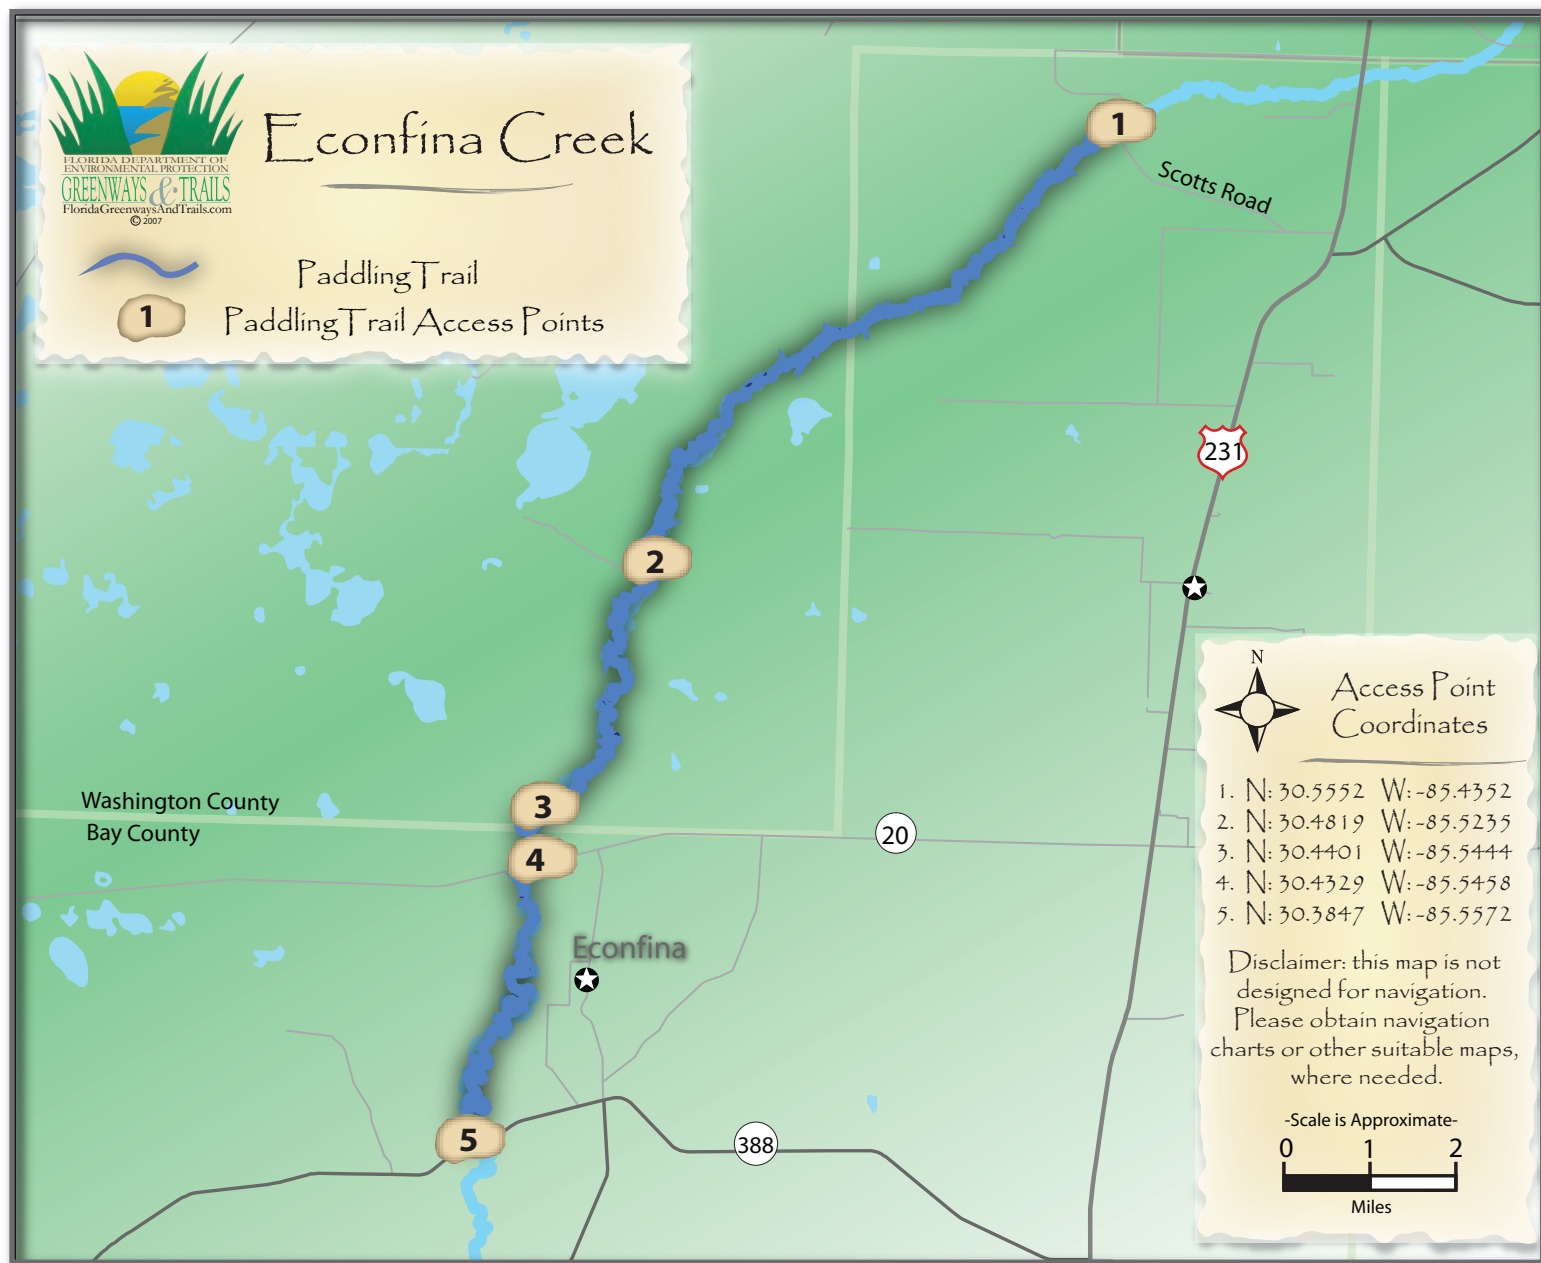 FLORIDA DEPARTMENT OF
ENVIRONMENTAL PROTECTION
GREENWAYS & TRAILS
FloridaGreenwaysAndTrails.com
© 2007
Econfina Creek
Paddling Trail
1
Paddling Trail Access Points
1
Scotts Road
231
2
3
Washington County
Bay County
4
20
Econfina
5
388
N
Access Point
Coordinates
1. N: 30.5552 W: -85.4352
2. N: 30.4819 W: -85.5235
3. N: 30.4401 W: -85.5444
4. N: 30.4329 W: -85.5458
5. N: 30.3847 W: -85.5572
Disclaimer: this map is not
designed for navigation.
Please obtain navigation
charts or other suitable maps,
where needed.
-Scale is Approximate-
0 1 2
Miles